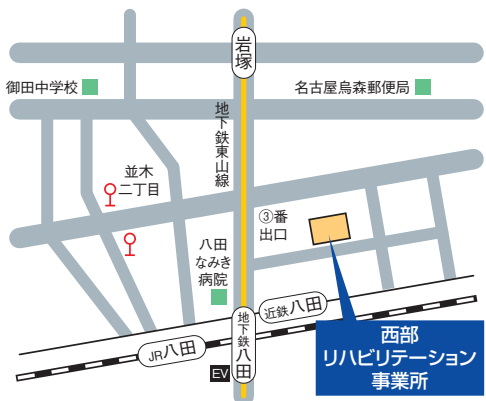 岩塚
御田中学校
名古屋烏森郵便局
地下鉄東山線
並木
二丁目
③番
出口
八田
なみき
病院
近鉄八田
地下鉄八田
JR八田
EV
西部
リハビリテーション
事業所